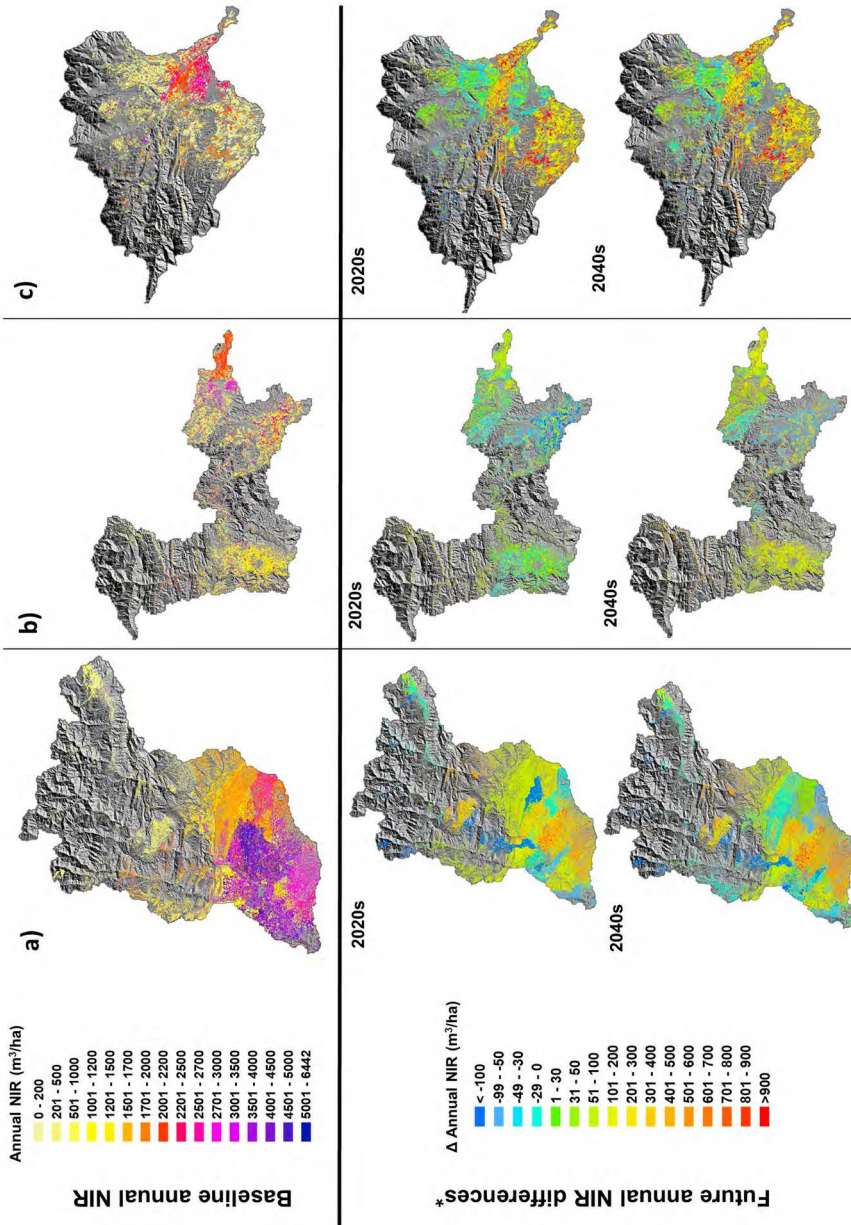 Baseline annual NIR
Annual NIR (m³/ha)
0 - 200
201 - 500
501 - 1000
1001 - 1200
1201 - 1500
1501 - 1700
1701 - 2000
2001 - 2200
2201 - 2500
2501 - 2700
2701 - 3000
3001 - 3500
3501 - 4000
4001 - 4500
4501 - 5000
5001 - 6442
a)
b)
c)
Future annual NIR differences*
Δ Annual NIR (m³/ha)
< -100
-99 - -50
-49 - -30
-29 - 0
1 - 30
31 - 50
51 - 100
101 - 200
201 - 300
301 - 400
401 - 500
501 - 600
601 - 700
701 - 800
801 - 900
>900
2020s
2020s
2020s
2040s
2040s
2040s